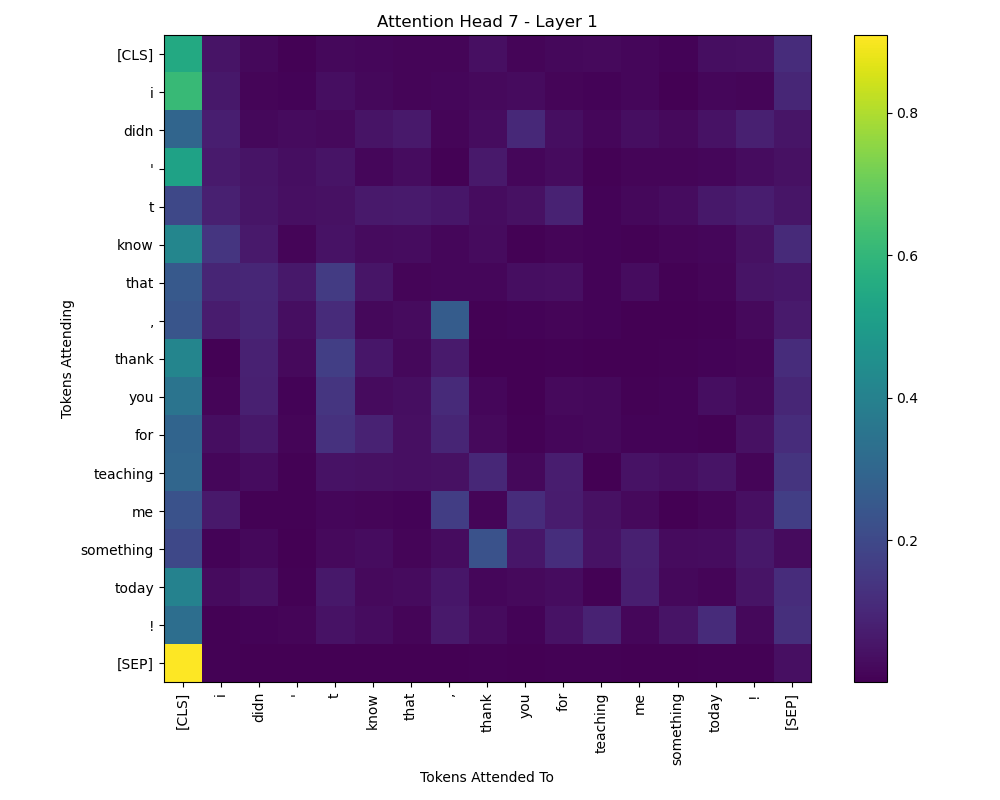 Attention Head 7 - Layer 1
Tokens Attending
[CLS]
i
didn
'
t
know
that
,
thank
you
for
teaching
me
something
today
!
[SEP]
[CLS]
i
didn
'
t
know
that
,
thank
you
for
teaching
me
something
today
!
[SEP]
Tokens Attended To
0.8
0.6
0.4
0.2